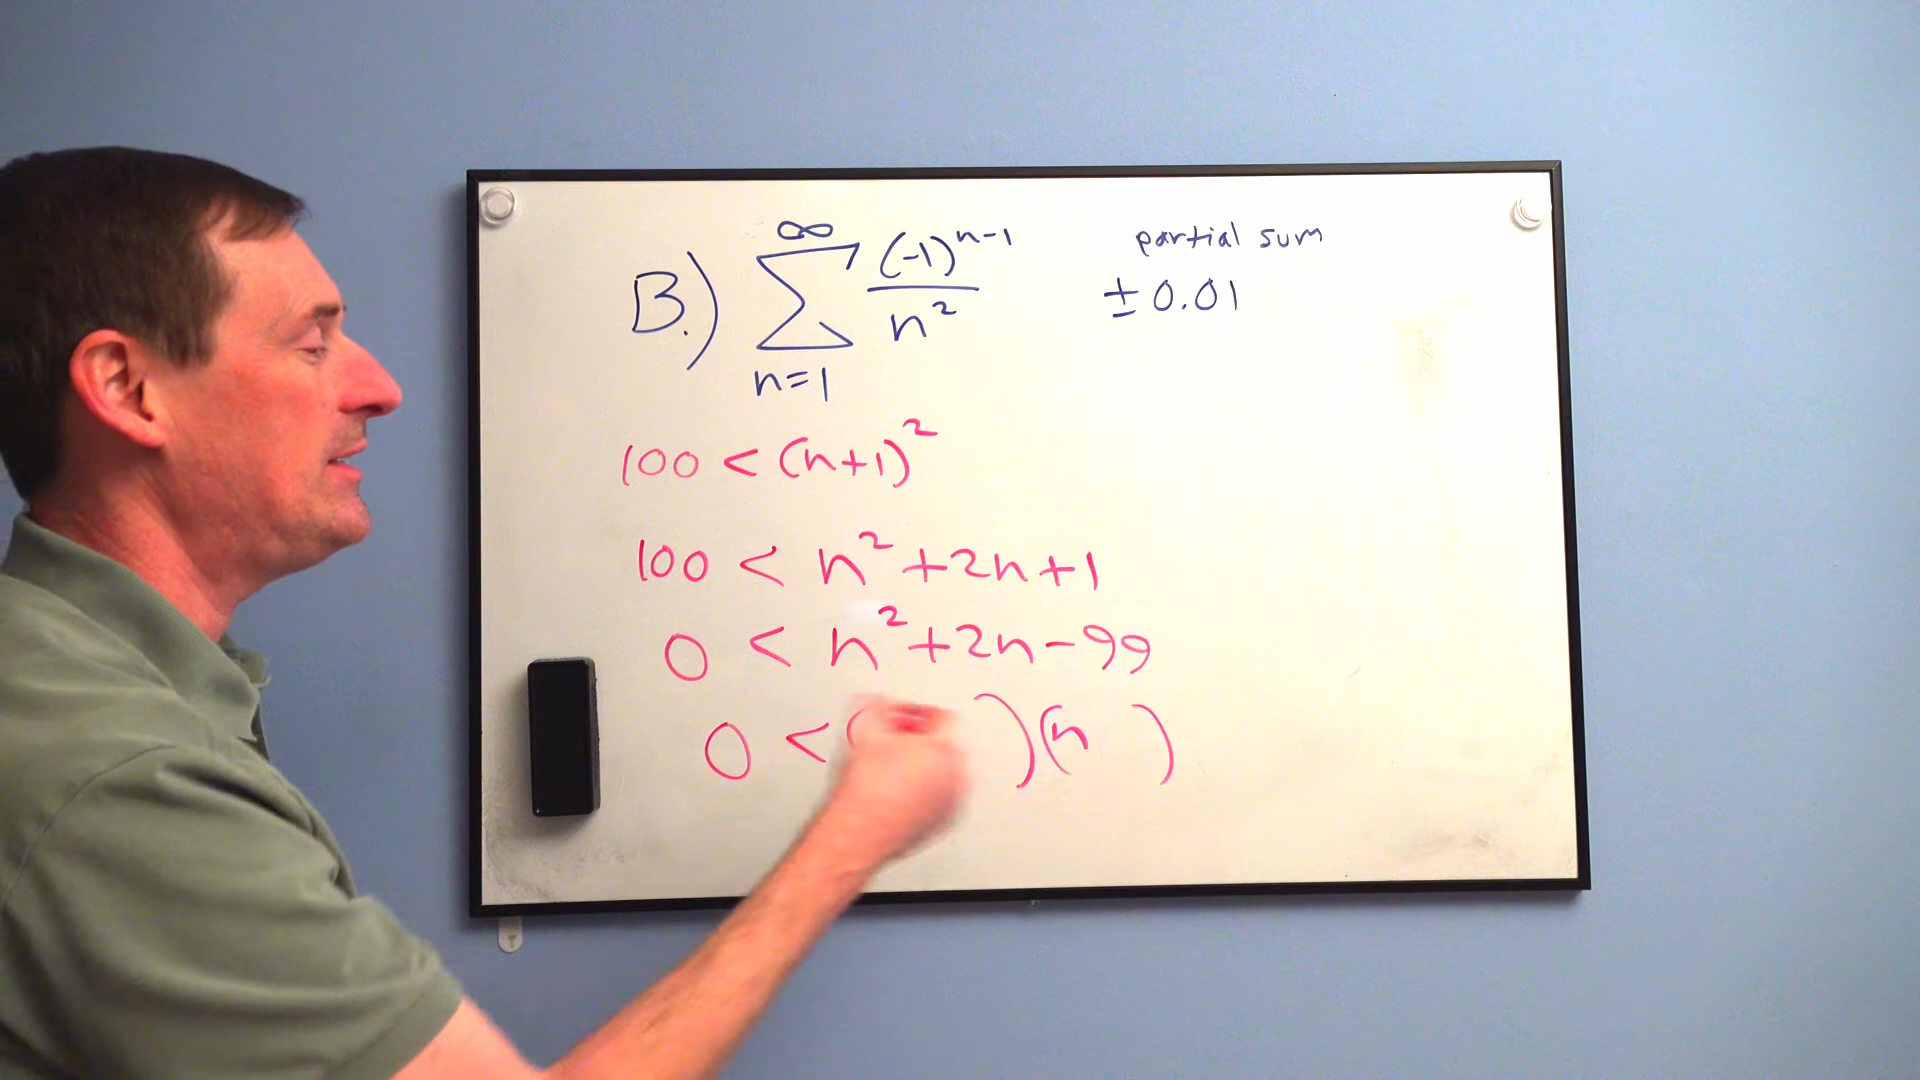 B.) ∞ Σ n=1 (-1)^{n-1} / n² partial sum
± 0.01
100 < (n+1)²
100 < n² + 2n + 1
0 < n² + 2n - 99
0 < ( )(n )